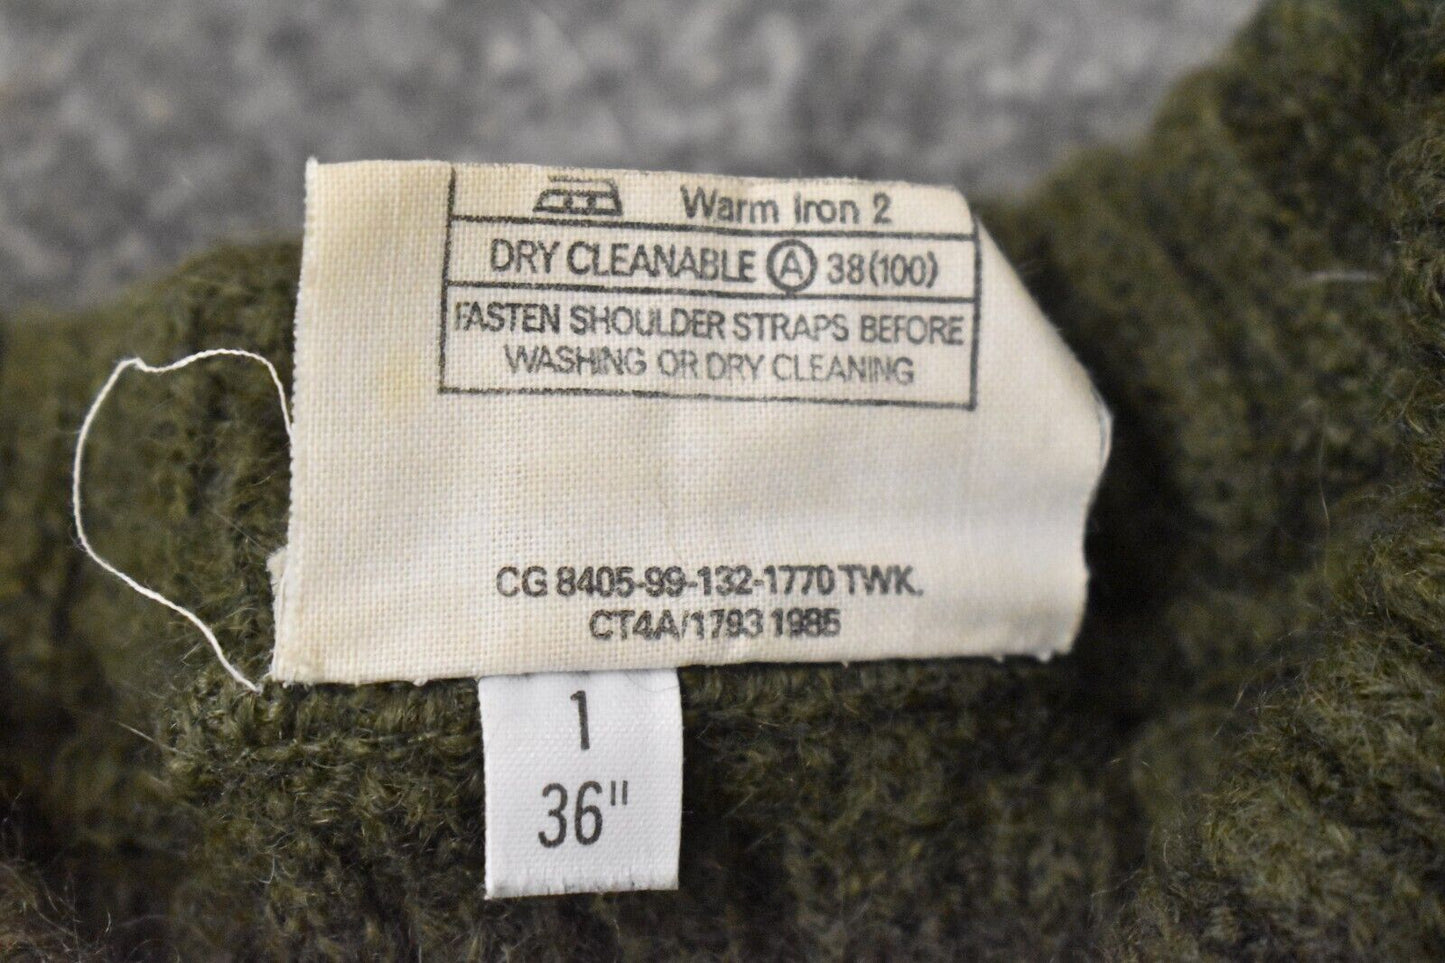 Warm Iron 2
DRY CLEANABLE Ⓐ 38(100)
FASTEN SHOULDER STRAPS BEFORE
WASHING OR DRY CLEANING
CG 8405-99-132-1770 TWK.
CT4A/1793 1985
1
36"